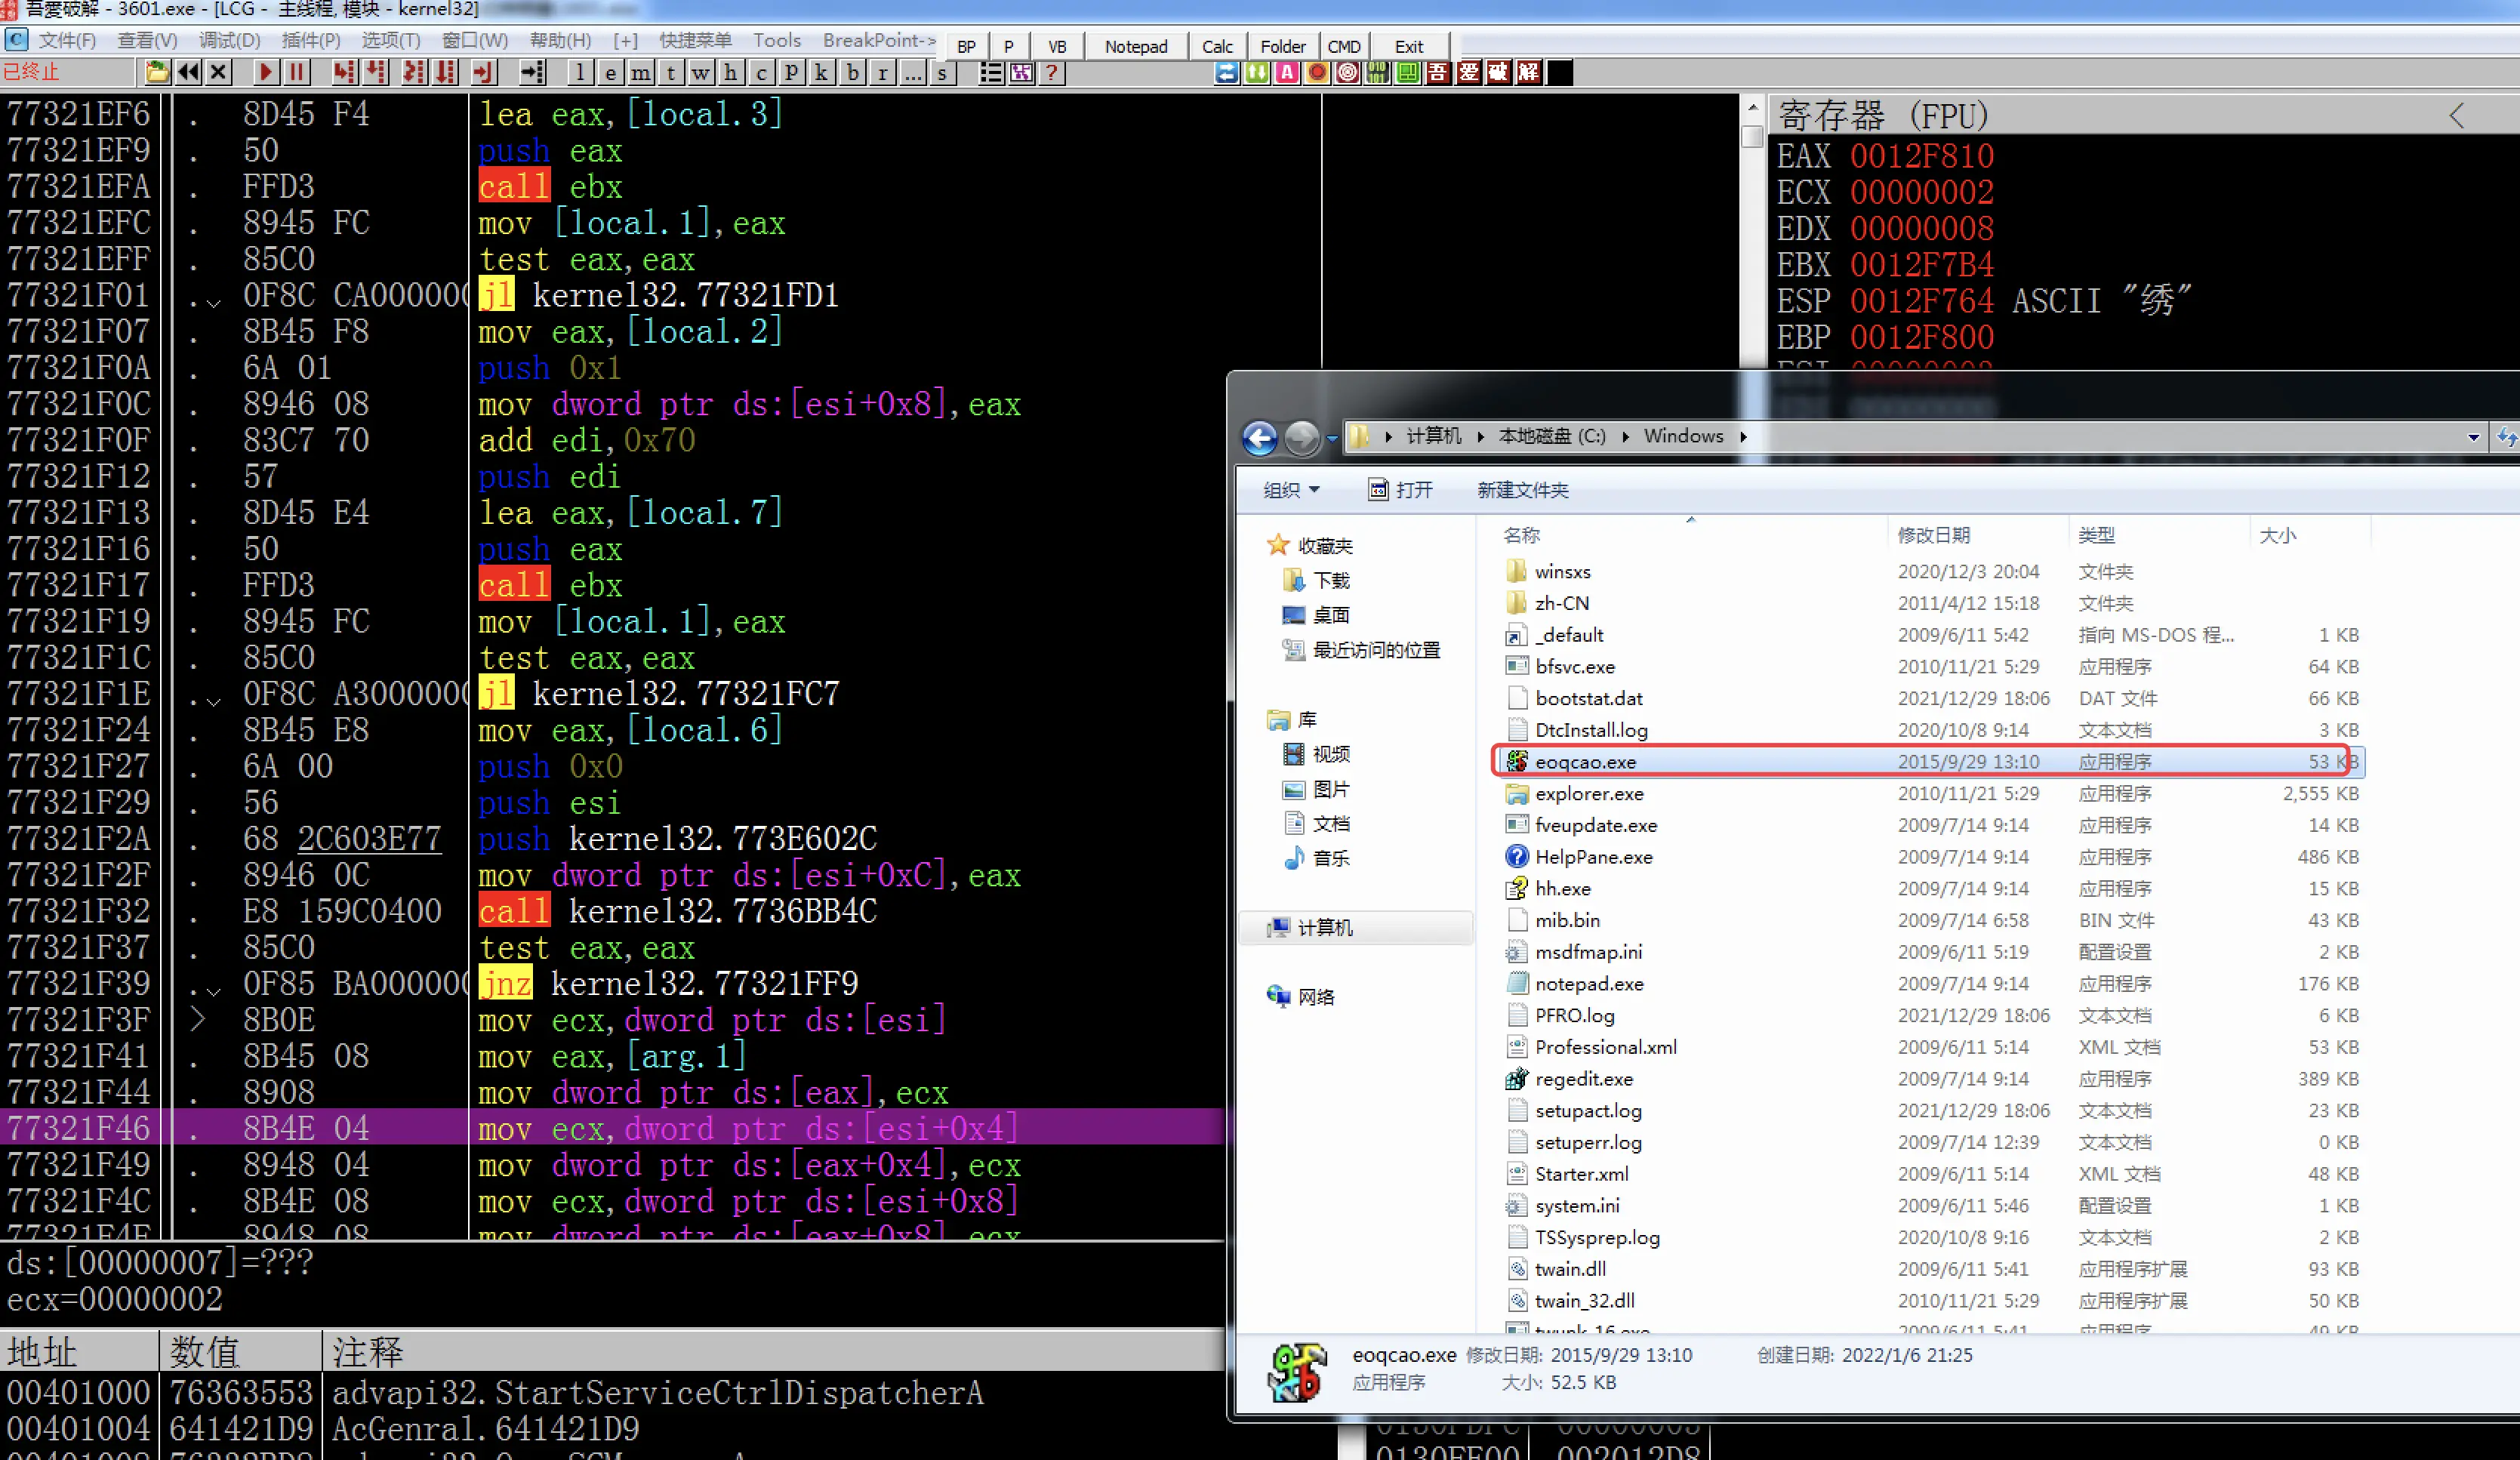 吾愛破解 - 3601.exe - [LCG - 主线程, 模块 - kernel32]
文件(F) 查看(V) 调试(D) 插件(P) 选项(T) 窗口(W) 帮助(H) [+] 快捷菜单 Tools BreakPoint-> BP P VB Notepad Calc Folder CMD Exit
已终止 l e m t w h c p k b r ... s ? 吾 爱 破 解
77321EF6 . 8D45 F4 lea eax,[local.3]
77321EF9 . 50 push eax
77321EFA . FFD3 call ebx
77321EFC . 8945 FC mov [local.1],eax
77321EFF . 85C0 test eax,eax
77321F01 . 0F8C CA000000 jl kernel32.77321FD1
77321F07 . 8B45 F8 mov eax,[local.2]
77321F0A . 6A 01 push 0x1
77321F0C . 8946 08 mov dword ptr ds:[esi+0x8],eax
77321F0F . 83C7 70 add edi,0x70
77321F12 . 57 push edi
77321F13 . 8D45 E4 lea eax,[local.7]
77321F16 . 50 push eax
77321F17 . FFD3 call ebx
77321F19 . 8945 FC mov [local.1],eax
77321F1C . 85C0 test eax,eax
77321F1E . 0F8C A3000000 jl kernel32.77321FC7
77321F24 . 8B45 E8 mov eax,[local.6]
77321F27 . 6A 00 push 0x0
77321F29 . 56 push esi
77321F2A . 68 2C603E77 push kernel32.773E602C
77321F2F . 8946 0C mov dword ptr ds:[esi+0xC],eax
77321F32 . E8 159C0400 call kernel32.7736BB4C
77321F37 . 85C0 test eax,eax
77321F39 . 0F85 BA000000 jnz kernel32.77321FF9
77321F3F > 8B0E mov ecx,dword ptr ds:[esi]
77321F41 . 8B45 08 mov eax,[arg.1]
77321F44 . 8908 mov dword ptr ds:[eax],ecx
77321F46 . 8B4E 04 mov ecx,dword ptr ds:[esi+0x4]
77321F49 . 8948 04 mov dword ptr ds:[eax+0x4],ecx
77321F4C . 8B4E 08 mov ecx,dword ptr ds:[esi+0x8]
77321F4F . 8948 08 mov dword ptr ds:[eax+0x8],ecx
ds:[00000007]=???
ecx=00000002
地址 数值 注释
00401000 76363553 advapi32.StartServiceCtrlDispatcherA
00401004 641421D9 AcGenral.641421D9
寄存器 (FPU) <
EAX 0012F810
ECX 00000002
EDX 00000008
EBX 0012F7B4
ESP 0012F764 ASCII "绣"
EBP 0012F800
计算机 本地磁盘 (C:) Windows
组织 打开 新建文件夹
收藏夹
下载
桌面
最近访问的位置
库
视频
图片
文档
音乐
计算机
网络
名称 修改日期 类型 大小
winsxs 2020/12/3 20:04 文件夹
zh-CN 2011/4/12 15:18 文件夹
_default 2009/6/11 5:42 指向 MS-DOS 程... 1 KB
bfsvc.exe 2010/11/21 5:29 应用程序 64 KB
bootstat.dat 2021/12/29 18:06 DAT 文件 66 KB
DtcInstall.log 2020/10/8 9:14 文本文档 3 KB
eoqcao.exe 2015/9/29 13:10 应用程序 53 KB
explorer.exe 2010/11/21 5:29 应用程序 2,555 KB
fveupdate.exe 2009/7/14 9:14 应用程序 14 KB
HelpPane.exe 2009/7/14 9:14 应用程序 486 KB
hh.exe 2009/7/14 9:14 应用程序 15 KB
mib.bin 2009/7/14 6:58 BIN 文件 43 KB
msdfmap.ini 2009/6/11 5:19 配置设置 2 KB
notepad.exe 2009/7/14 9:14 应用程序 176 KB
PFRO.log 2021/12/29 18:06 文本文档 6 KB
Professional.xml 2009/6/11 5:14 XML 文档 53 KB
regedit.exe 2009/7/14 9:14 应用程序 389 KB
setupact.log 2021/12/29 18:06 文本文档 23 KB
setuperr.log 2009/7/14 12:39 文本文档 0 KB
Starter.xml 2009/6/11 5:14 XML 文档 48 KB
system.ini 2009/6/11 5:46 配置设置 1 KB
TSSysprep.log 2020/10/8 9:16 文本文档 2 KB
twain.dll 2009/6/11 5:41 应用程序扩展 93 KB
twain_32.dll 2010/11/21 5:29 应用程序扩展 50 KB
twunk_16.exe 2009/6/11 5:41 应用程序 49 KB
eoqcao.exe 修改日期: 2015/9/29 13:10 创建日期: 2022/1/6 21:25
应用程序 大小: 52.5 KB